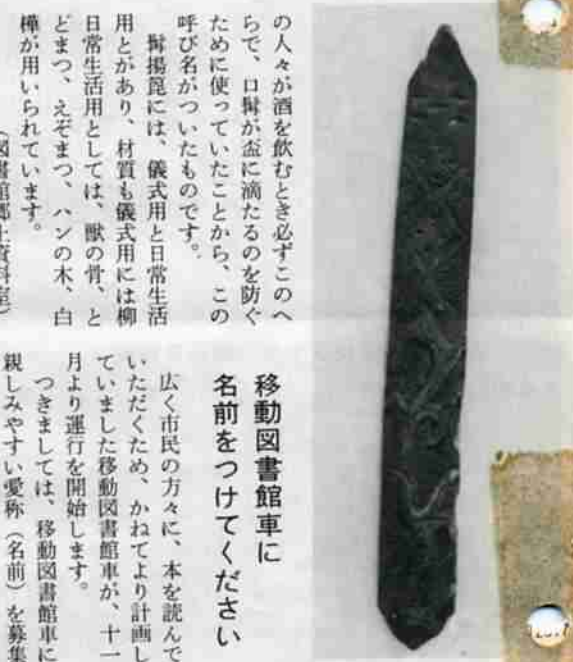 の人々が酒を飲むとき必ずこのへ
らで、口髯が盃に滴たるのを防ぐ
ために使っていたことから、この
呼び名がついたものです。
髯揚箆には、儀式用と日常生活
用とがあり、材質も儀式用には柳
日常生活用としては、獣の骨、と
どまつ、えぞまつ、ハンの木、白
樺が用いられています。
(図書館郷土資料室)
移動図書館車に
名前をつけてください
広く市民の方々に、本を読んで
いただくため、かねてより計画し
ていました移動図書館車が、十一
月より運行を開始します。
つきましては、移動図書館車に
親しみやすい愛称(名前)を募集